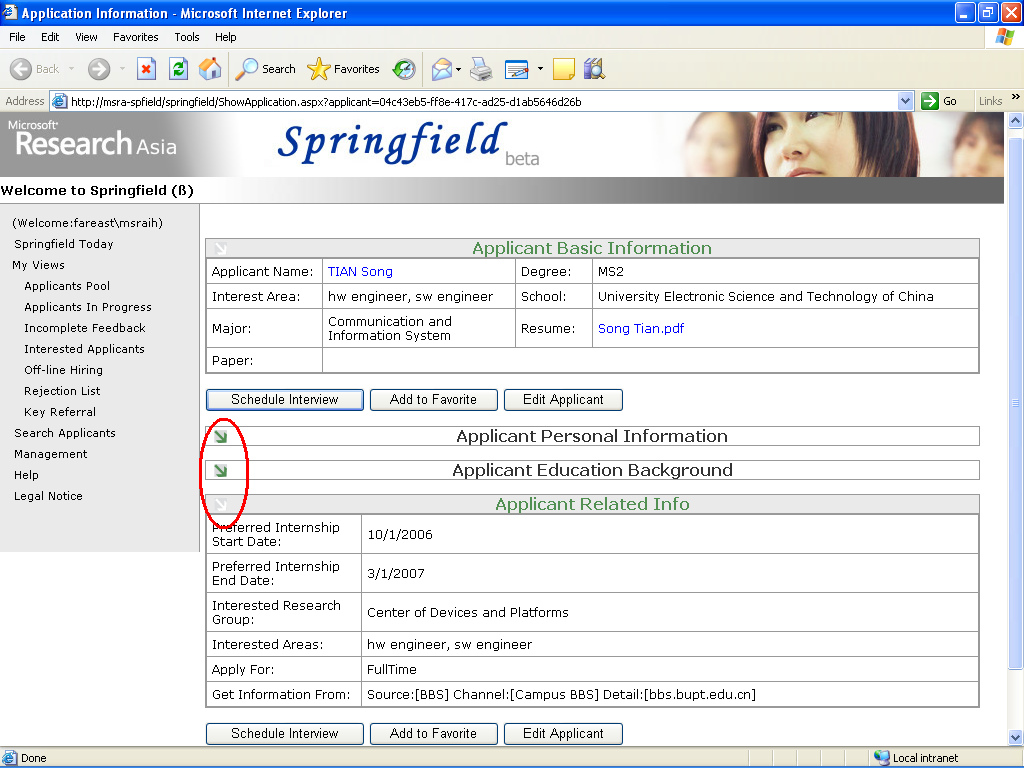 Application Information - Microsoft Internet Explorer
File Edit View Favorites Tools Help
Back Search Favorites
Address http://msra-spfield/springfield/ShowApplication.aspx?applicant=04c43eb5-ff8e-417c-ad25-d1ab5646d26b Go Links »
Microsoft®
Research Asia
Springfield beta
Welcome to Springfield (ß)
(Welcome:fareast\msraih)
Springfield Today
My Views
Applicants Pool
Applicants In Progress
Incomplete Feedback
Interested Applicants
Off-line Hiring
Rejection List
Key Referral
Search Applicants
Management
Help
Legal Notice
Applicant Basic Information
Applicant Name: TIAN Song Degree: MS2
Interest Area: hw engineer, sw engineer School: University Electronic Science and Technology of China
Major: Communication and
Information System Resume: Song Tian.pdf
Paper:
Schedule Interview Add to Favorite Edit Applicant
Applicant Personal Information
Applicant Education Background
Applicant Related Info
Preferred Internship
Start Date: 10/1/2006
Preferred Internship
End Date: 3/1/2007
Interested Research
Group: Center of Devices and Platforms
Interested Areas: hw engineer, sw engineer
Apply For: FullTime
Get Information From: Source:[BBS] Channel:[Campus BBS] Detail:[bbs.bupt.edu.cn]
Schedule Interview Add to Favorite Edit Applicant
Done Local intranet